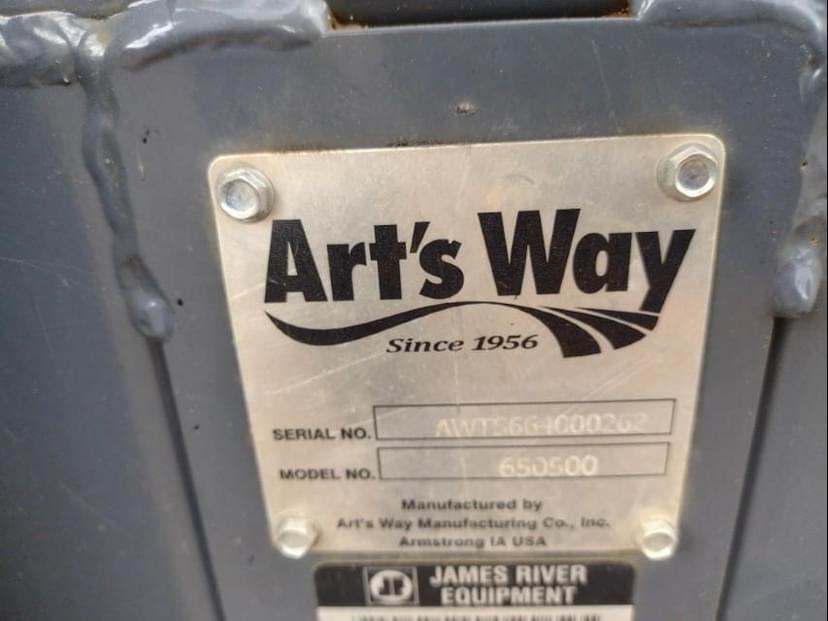 Art's Way
Since 1956
SERIAL NO.
MODEL NO. 650500
Manufactured by
Art's Way Manufacturing Co., Inc.
Armstrong IA USA
JAMES RIVER
EQUIPMENT